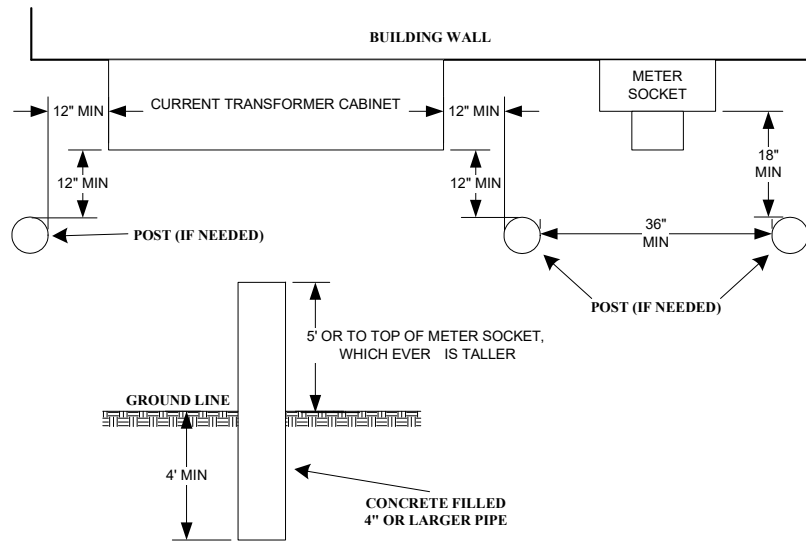 BUILDING WALL
CURRENT TRANSFORMER CABINET
METER
SOCKET
12" MIN
12" MIN
12" MIN
12" MIN
18"
MIN
36"
MIN
POST (IF NEEDED)
POST (IF NEEDED)
5' OR TO TOP OF METER SOCKET,
WHICH EVER IS TALLER
GROUND LINE
4' MIN
CONCRETE FILLED
4" OR LARGER PIPE